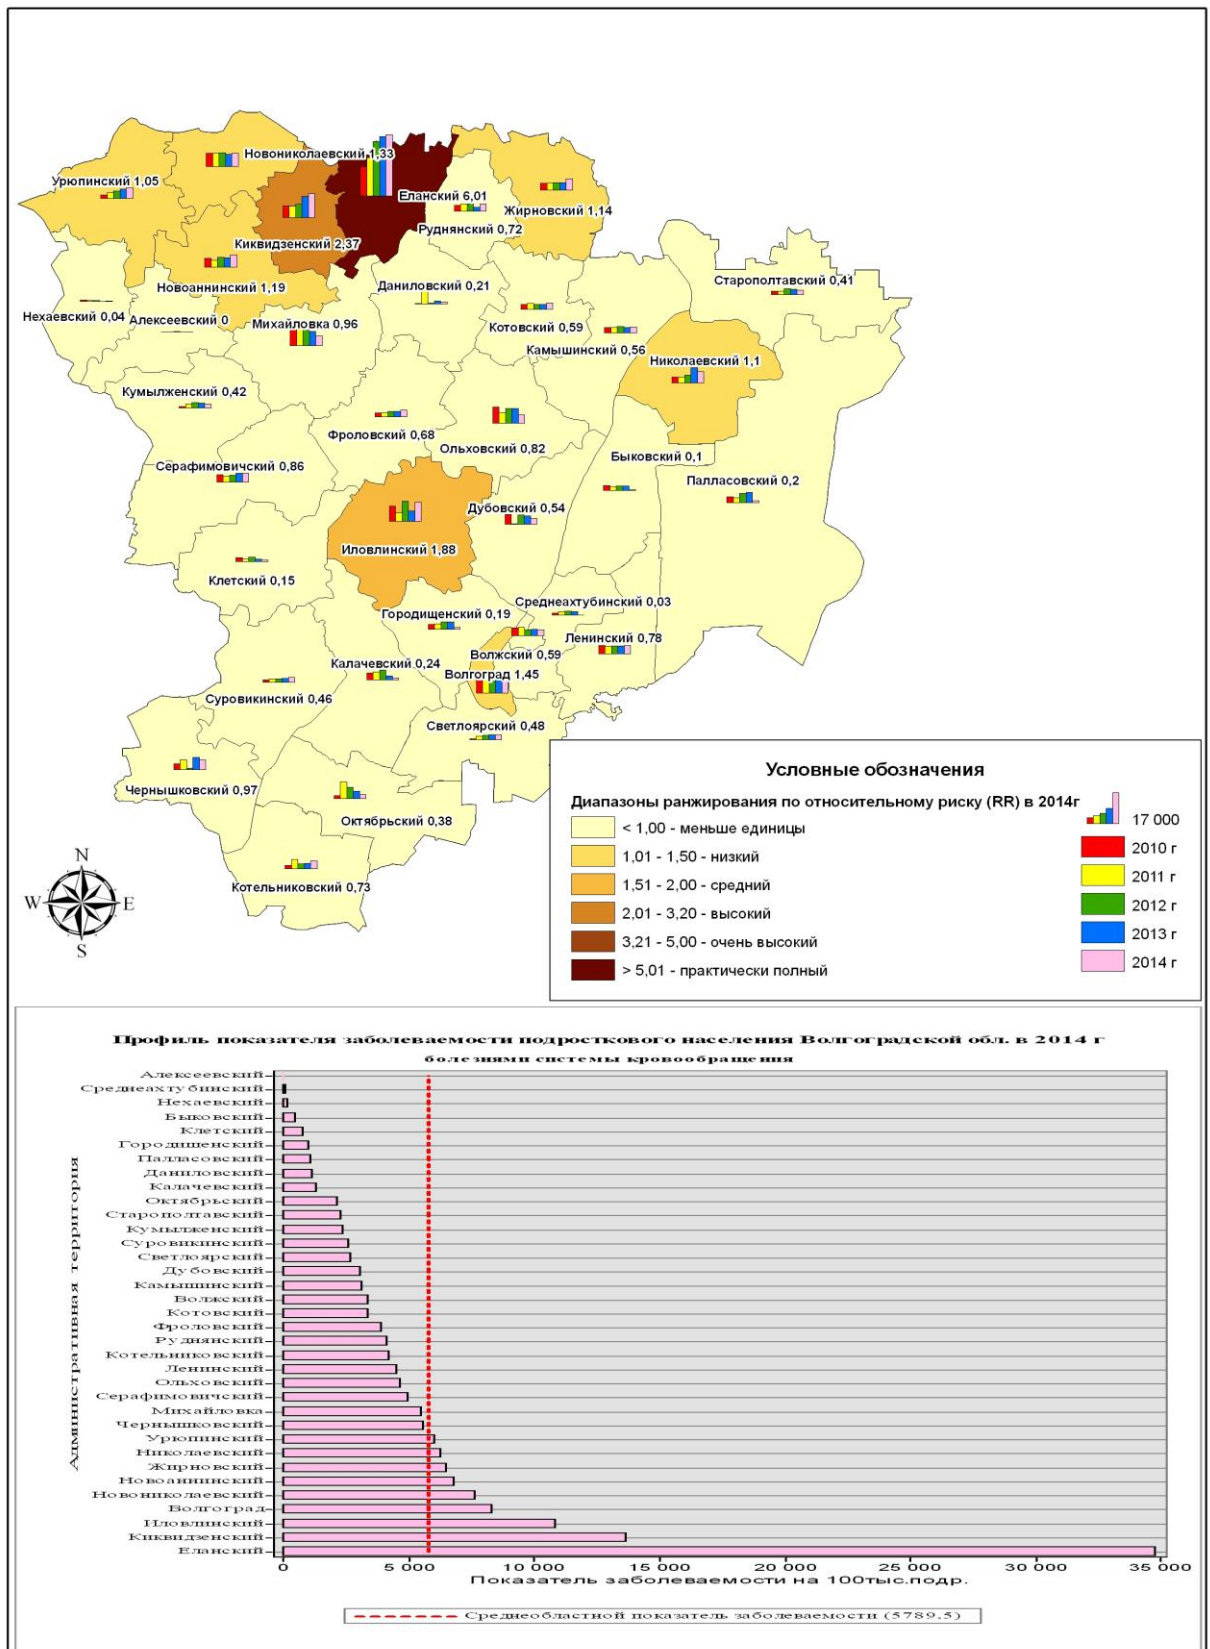 Новониколаевский 1,33
Урюпинский 1,05
Еланский 6,01
Жирновский 1,14
Руднянский 0,72
Киквидзенский 2,37
Новоаннинский 1,19
Даниловский 0,21
Старополтавский 0,41
Нехаевский 0,04
Алексеевский 0
Михайловка 0,96
Котовский 0,59
Камышинский 0,56
Николаевский 1,1
Кумылженский 0,42
Фроловский 0,68
Ольховский 0,82
Быковский 0,1
Серафимовичский 0,86
Палласовский 0,2
Дубовский 0,54
Иловлинский 1,88
Клетский 0,15
Среднеахтубинский 0,03
Городищенский 0,19
Ленинский 0,78
Волжский 0,59
Калачевский 0,24
Волгоград 1,45
Суровикинский 0,46
Светлоярский 0,48
Чернышковский 0,97
Октябрьский 0,38
Котельниковский 0,73
N
W
E
S
Условные обозначения
Диапазоны ранжирования по относительному риску (RR) в 2014г
< 1,00 - меньше единицы
1,01 - 1,50 - низкий
1,51 - 2,00 - средний
2,01 - 3,20 - высокий
3,21 - 5,00 - очень высокий
> 5,01 - практически полный
17 000
2010 г
2011 г
2012 г
2013 г
2014 г
Профиль показателя заболеваемости подросткового населения Волгоградской обл. в 2014 г
болезнями системы кровообращения
Административная территория
Алексеевский
Среднеахтубинский
Нехаевский
Быковский
Клетский
Городищенский
Палласовский
Даниловский
Калачевский
Октябрьский
Старополтавский
Кумылженский
Суровикинский
Светлоярский
Дубовский
Камышинский
Волжский
Котовский
Фроловский
Руднянский
Котельниковский
Ленинский
Ольховский
Серафимовичский
Михайловка
Чернышковский
Урюпинский
Николаевский
Жирновский
Новоаннинский
Новониколаевский
Волгоград
Иловлинский
Киквидзенский
Еланский
0 5 000 10 000 15 000 20 000 25 000 30 000 35 000
Показатель заболеваемости на 100тыс.подр.
Среднеобластной показатель заболеваемости (5789,5)